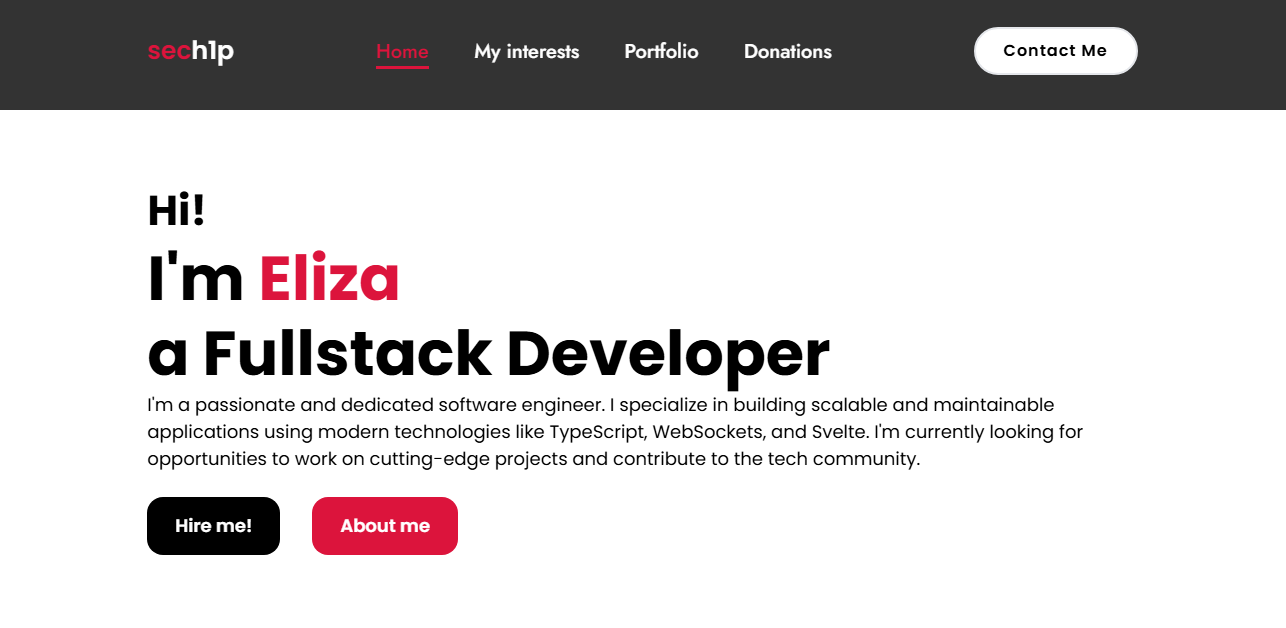 sech1p
Home
My interests
Portfolio
Donations
Contact Me
Hi!
I'm Eliza
a Fullstack Developer
I'm a passionate and dedicated software engineer. I specialize in building scalable and maintainable
applications using modern technologies like TypeScript, WebSockets, and Svelte. I'm currently looking for
opportunities to work on cutting-edge projects and contribute to the tech community.
Hire me!
About me